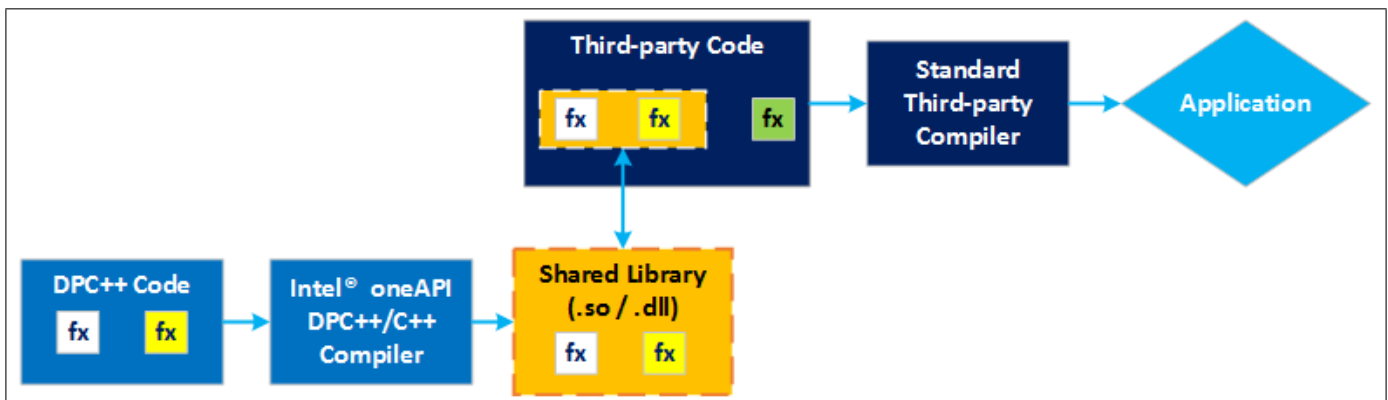 Third-party Code
fx fx fx
Standard
Third-party
Compiler
Application
DPC++ Code
fx fx
Intel® oneAPI
DPC++/C++
Compiler
Shared Library
(.so / .dll)
fx fx